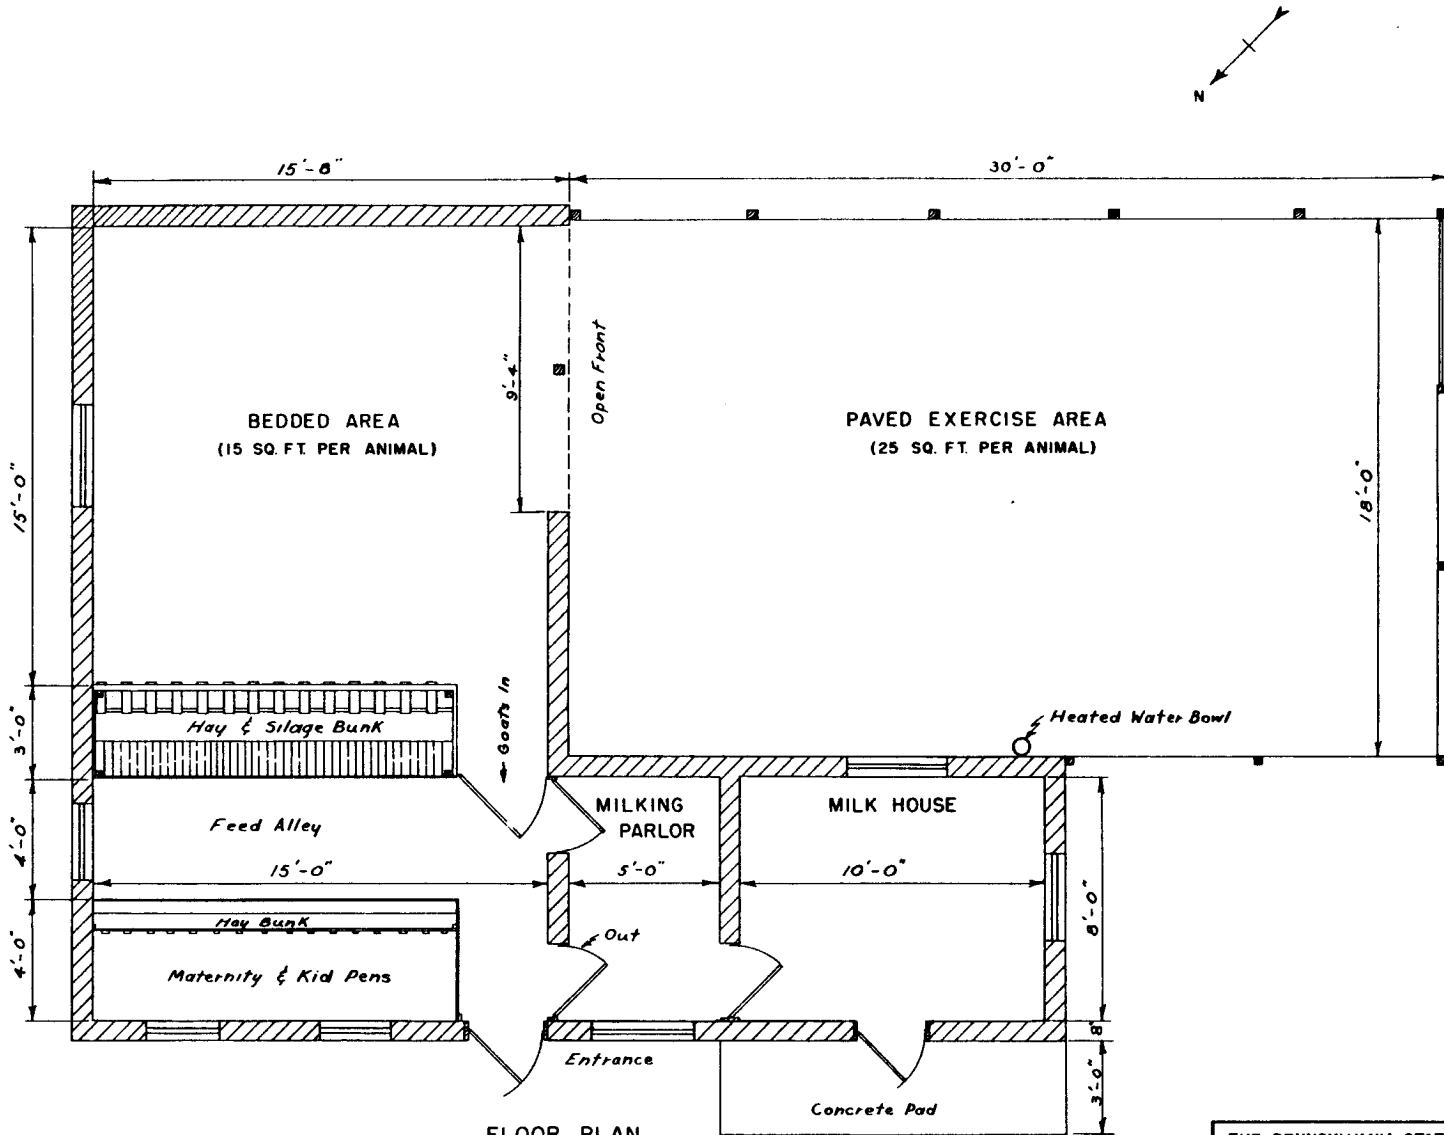 N
15'-8"
30'-0"
9'-4"
Open Front
BEDDED AREA
(15 SQ. FT. PER ANIMAL)
PAVED EXERCISE AREA
(25 SQ. FT. PER ANIMAL)
15'-0"
18'-0"
Goats In
Heated Water Bowl
Hay & Silage Bunk
3'-0"
MILKING
PARLOR
MILK HOUSE
Feed Alley
4'-0"
15'-0"
5'-0"
10'-0"
8'-0"
Hay Bunk
Out
Maternity & Kid Pens
4'-0"
8"
Entrance
3'-0"
Concrete Pad
FLOOR PLAN